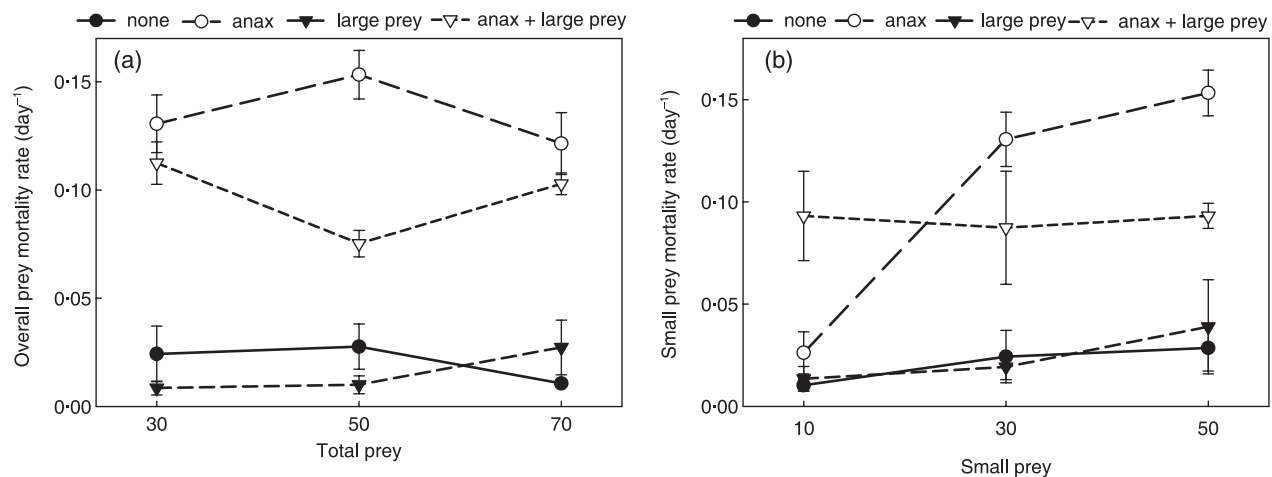 none anax large prey anax + large prey
(a)
Overall prey mortality rate (day⁻¹)
0·15
0·10
0·05
0·00
30 50 70
Total prey
none anax large prey anax + large prey
(b)
Small prey mortality rate (day⁻¹)
0·15
0·10
0·05
0·00
10 30 50
Small prey